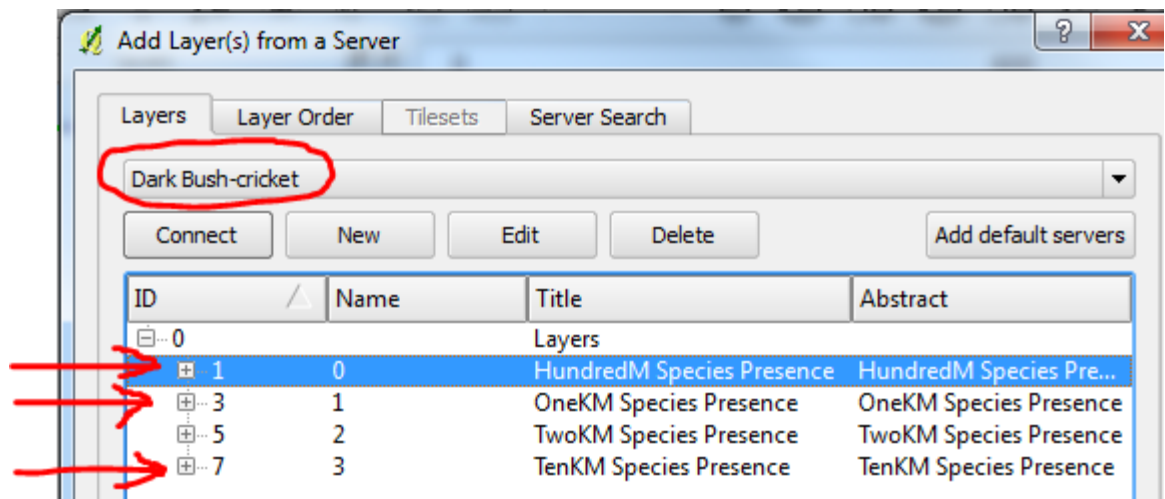 Add Layer(s) from a Server ? X
Layers Layer Order Tilesets Server Search
Dark Bush-cricket
Connect New Edit Delete Add default servers
ID Name Title Abstract
0 Layers
1 0 HundredM Species Presence HundredM Species Pre...
3 1 OneKM Species Presence OneKM Species Presence
5 2 TwoKM Species Presence TwoKM Species Presence
7 3 TenKM Species Presence TenKM Species Presence